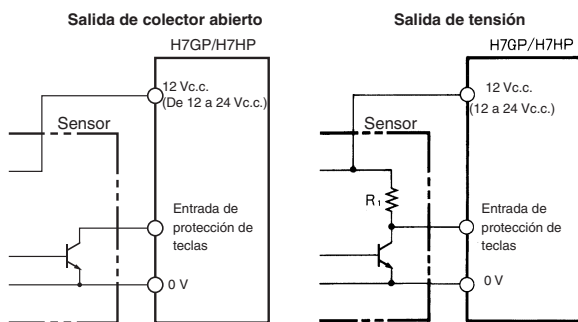 Salida de colector abierto
H7GP/H7HP
12 Vc.c.
(De 12 a 24 Vc.c.)
Sensor
Entrada de
protección de
teclas
0 V
Salida de tensión
H7GP/H7HP
12 Vc.c.
(12 a 24 Vc.c.)
Sensor
R₁
Entrada de
protección de
teclas
0 V